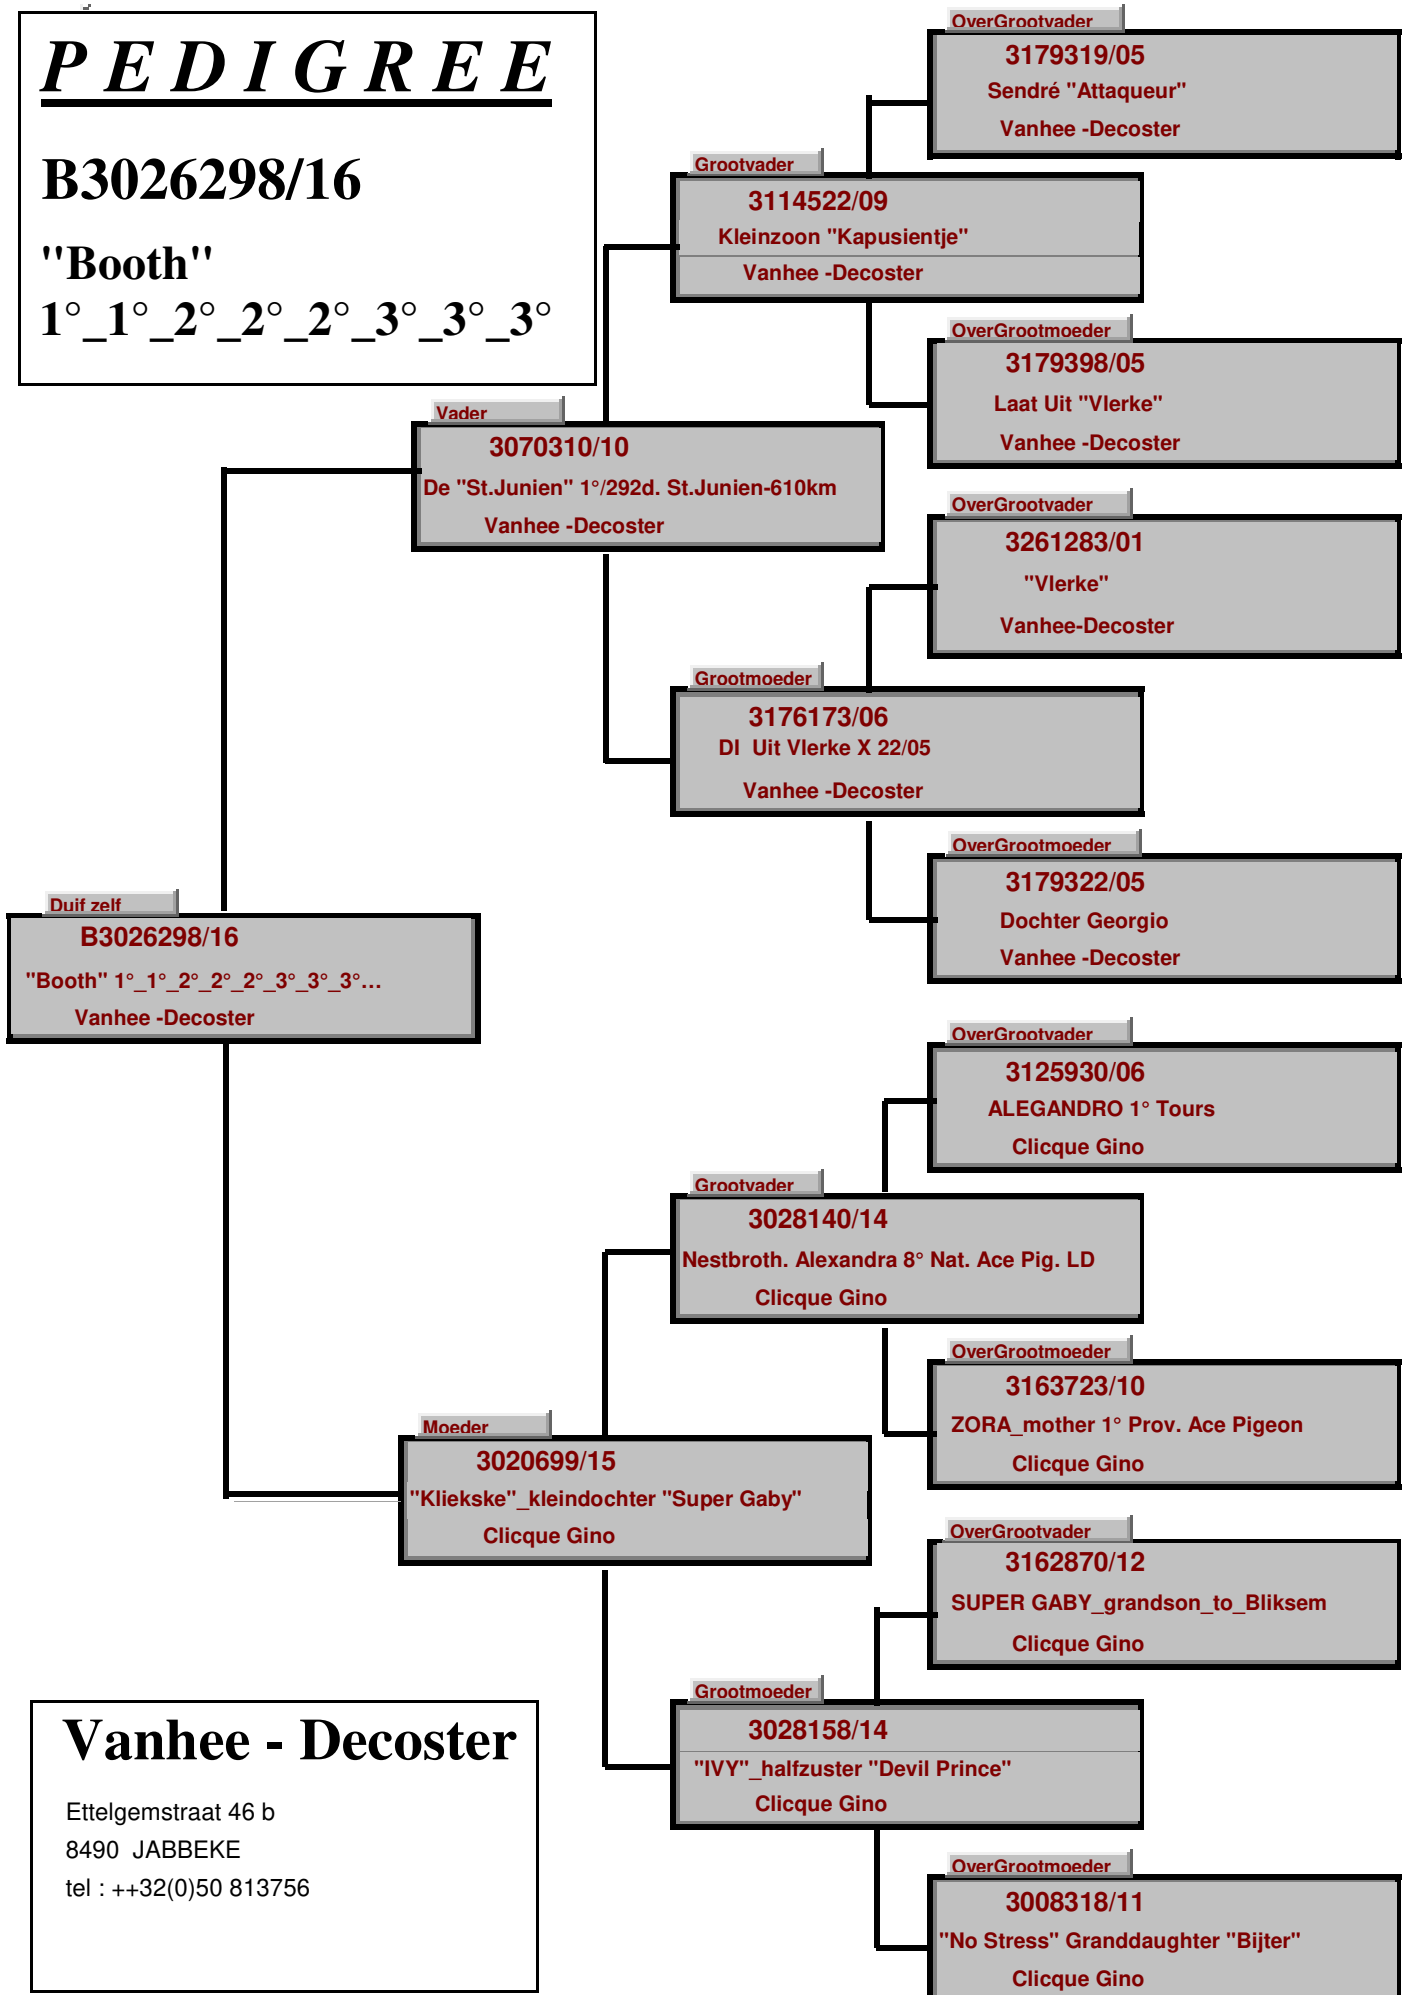 P E D I G R E E
B3026298/16
"Booth"
1°_1°_2°_2°_2°_3°_3°_3°
OverGrootvader
3179319/05
Sendré "Attaqueur"
Vanhee -Decoster
Grootvader
3114522/09
Kleinzoon "Kapusientje"
Vanhee -Decoster
OverGrootmoeder
3179398/05
Laat Uit "Vlerke"
Vanhee -Decoster
Vader
3070310/10
De "St.Junien" 1°/292d. St.Junien-610km
Vanhee -Decoster
OverGrootvader
3261283/01
"Vlerke"
Vanhee-Decoster
Grootmoeder
3176173/06
DI  Uit Vlerke X 22/05
Vanhee -Decoster
OverGrootmoeder
3179322/05
Dochter Georgio
Vanhee -Decoster
Duif zelf
B3026298/16
"Booth" 1°_1°_2°_2°_2°_3°_3°_3°...
Vanhee -Decoster
OverGrootvader
3125930/06
ALEGANDRO 1° Tours
Clicque Gino
Grootvader
3028140/14
Nestbroth. Alexandra 8° Nat. Ace Pig. LD
Clicque Gino
OverGrootmoeder
3163723/10
ZORA_mother 1° Prov. Ace Pigeon
Clicque Gino
Moeder
3020699/15
"Kliekske"_kleindochter "Super Gaby"
Clicque Gino
OverGrootvader
3162870/12
SUPER GABY_grandson_to_Bliksem
Clicque Gino
Grootmoeder
3028158/14
"IVY"_halfzuster "Devil Prince"
Clicque Gino
OverGrootmoeder
3008318/11
"No Stress" Granddaughter "Bijter"
Clicque Gino
Vanhee - Decoster
Ettelgemstraat 46 b
8490  JABBEKE
tel : ++32(0)50 813756